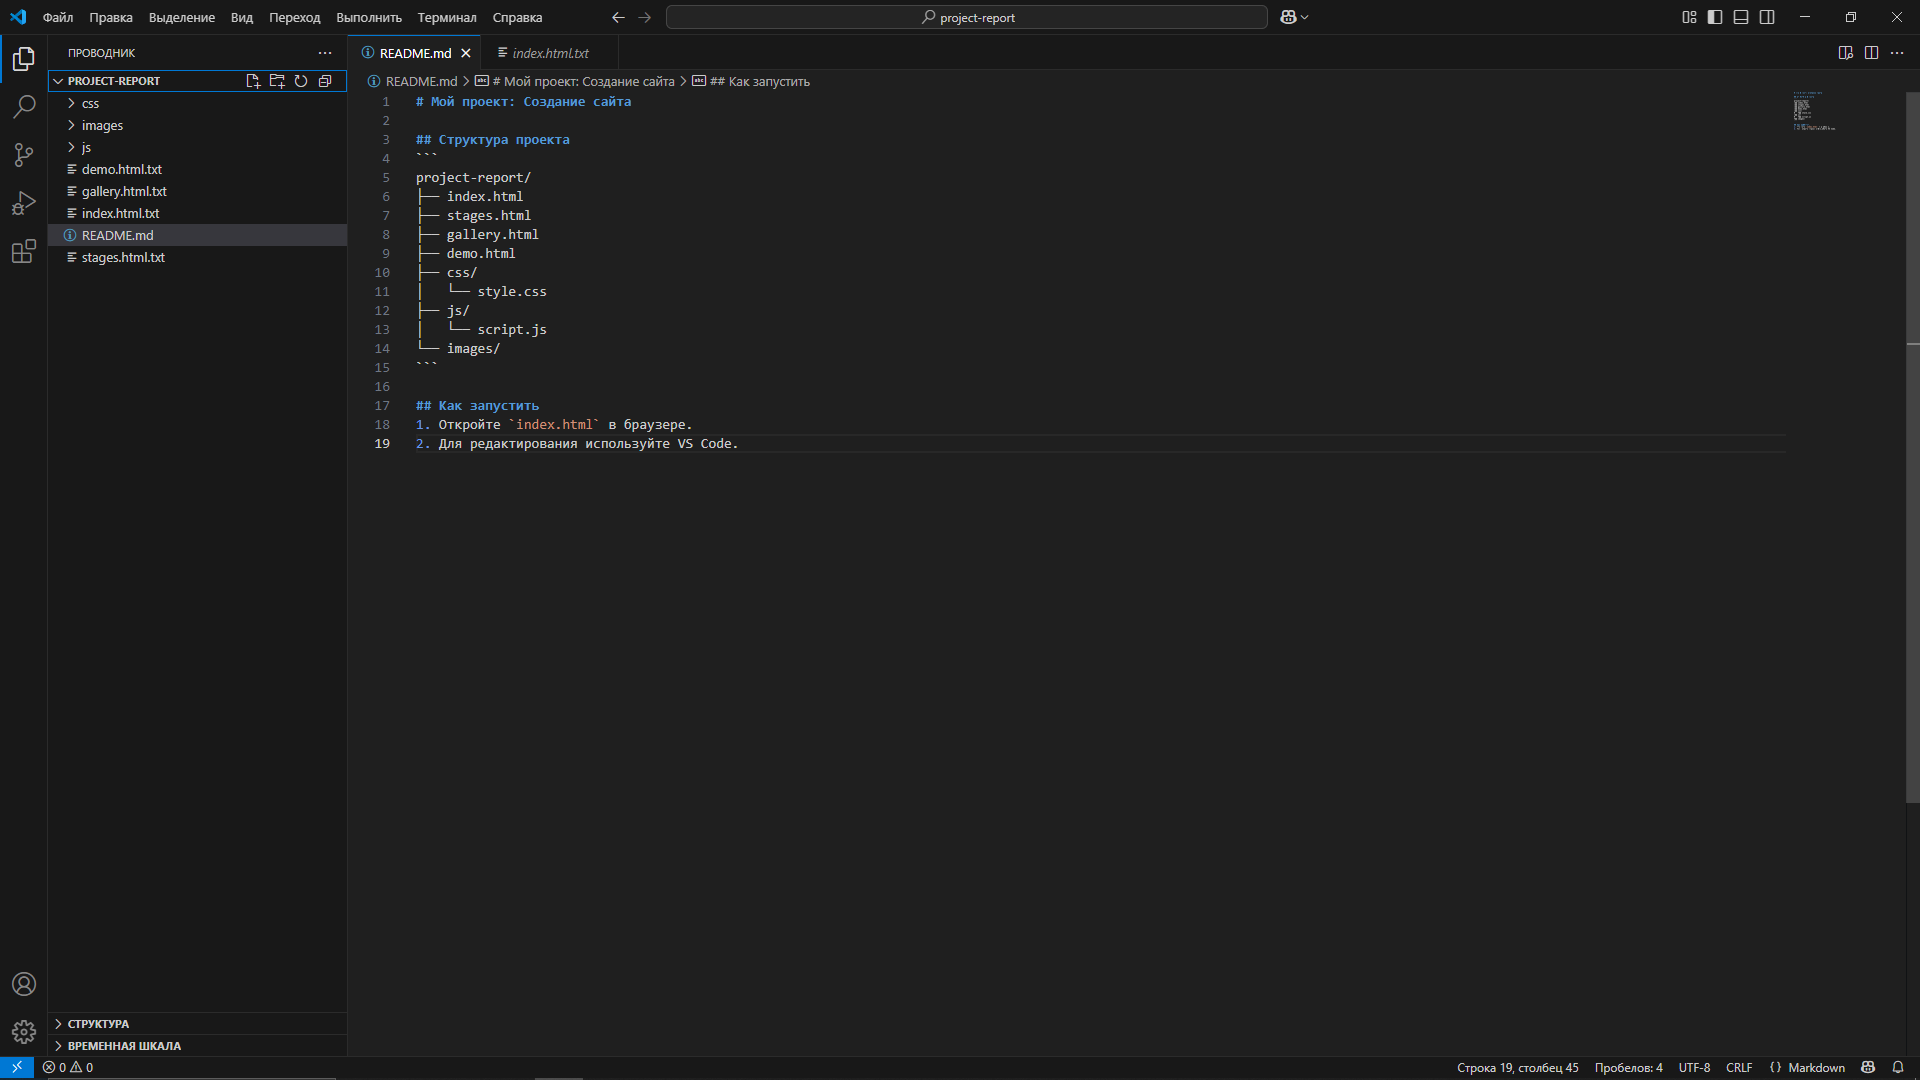 Файл Правка Выделение Вид Переход Выполнить Терминал Справка project-report
ПРОВОДНИК
PROJECT-REPORT
css
images
js
demo.html.txt
gallery.html.txt
index.html.txt
README.md
stages.html.txt
СТРУКТУРА
ВРЕМЕННАЯ ШКАЛА
README.md index.html.txt
README.md > # Мой проект: Создание сайта > ## Как запустить
1 # Мой проект: Создание сайта
2
3 ## Структура проекта
4 ```
5 project-report/
6 ├── index.html
7 ├── stages.html
8 ├── gallery.html
9 ├── demo.html
10 ├── css/
11 │   └── style.css
12 ├── js/
13 │   └── script.js
14 └── images/
15 ```
16
17 ## Как запустить
18 1. Откройте `index.html` в браузере.
19 2. Для редактирования используйте VS Code.
0 0 Строка 19, столбец 45 Пробелов: 4 UTF-8 CRLF {} Markdown